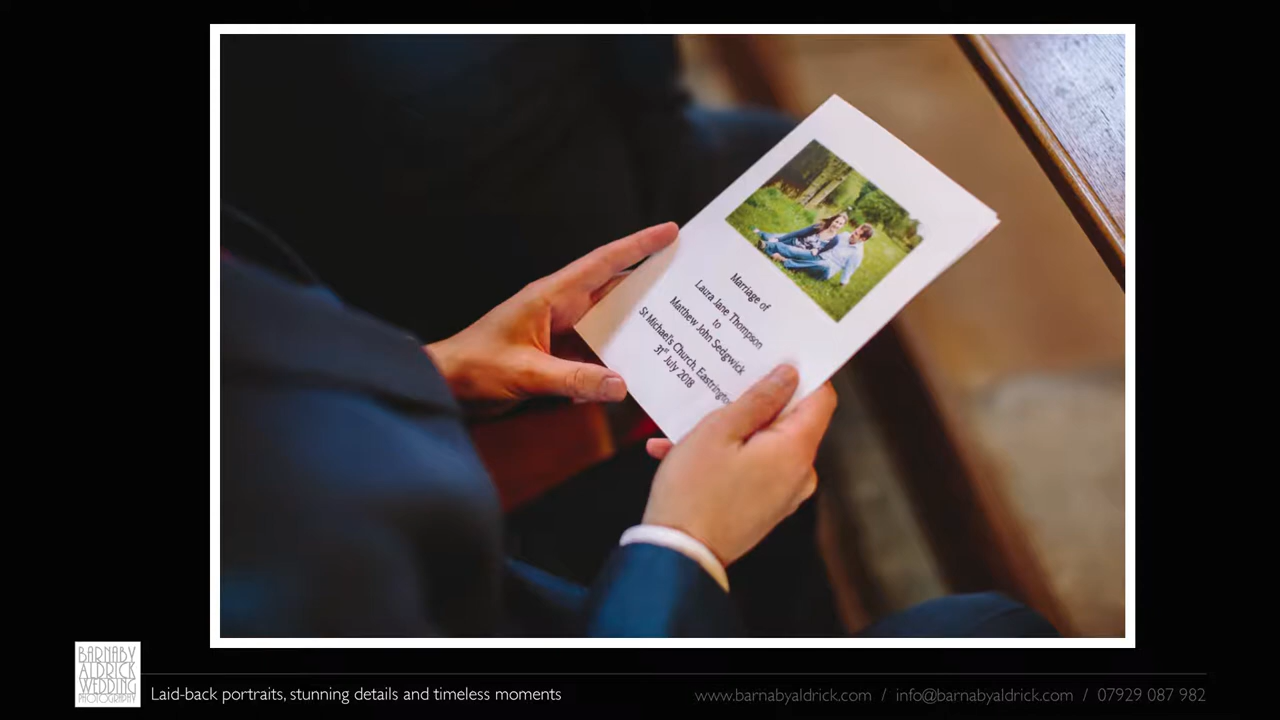 Marriage of
Laura Jane Thompson
to
Matthew John Sedgwick
St Michael's Church, Eastrington
31st July 2018
BARNABY
ALDRICK
WEDDING
PHOTOGRAPHY
Laid-back portraits, stunning details and timeless moments
www.barnabyaldrick.com / info@barnabyaldrick.com / 07929 087 982